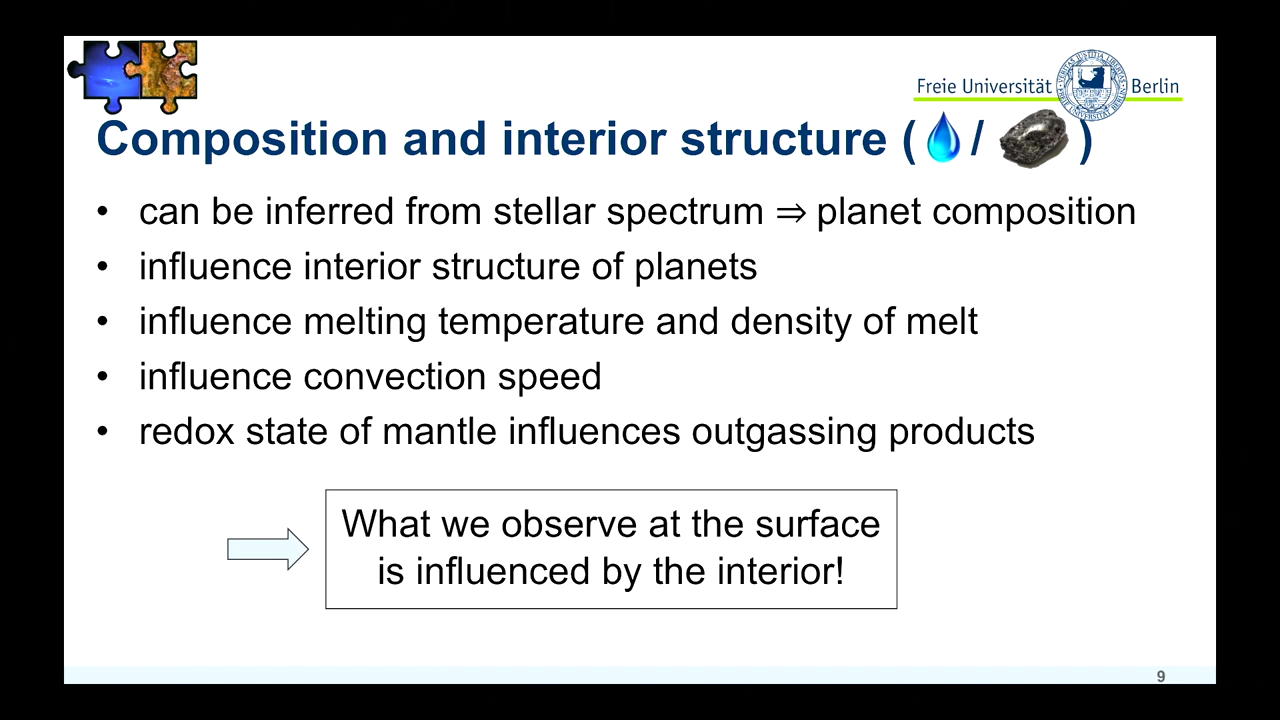 Freie Universität Berlin
Composition and interior structure ( / )
• can be inferred from stellar spectrum ⇒ planet composition
• influence interior structure of planets
• influence melting temperature and density of melt
• influence convection speed
• redox state of mantle influences outgassing products
What we observe at the surface
is influenced by the interior!
9